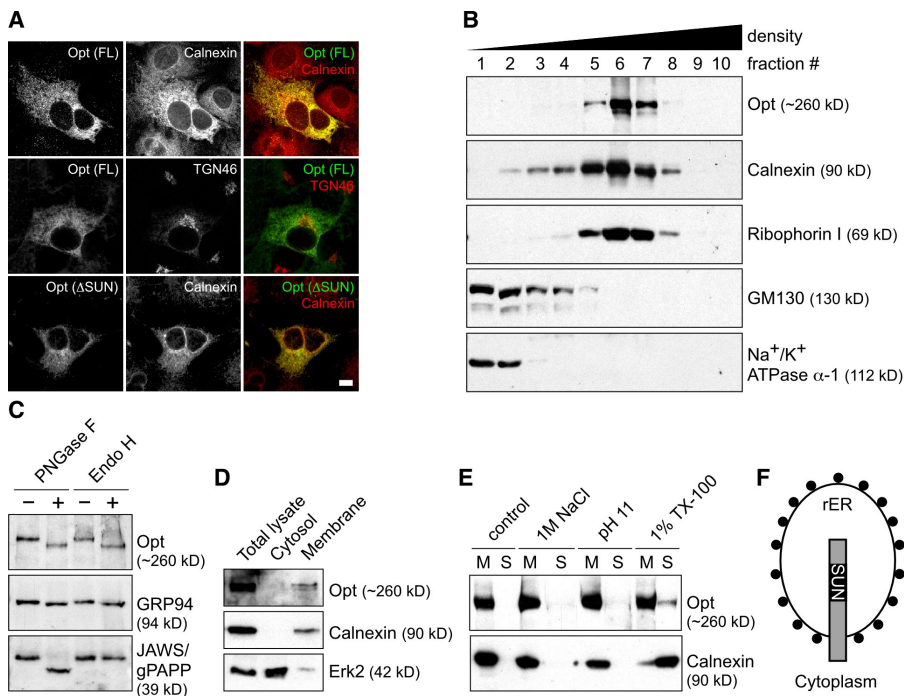 A
Opt (FL)
Calnexin
Opt (FL)
Calnexin
Opt (FL)
TGN46
Opt (FL)
TGN46
Opt (ΔSUN)
Calnexin
Opt (ΔSUN)
Calnexin
B
density
1 2 3 4 5 6 7 8 9 10 fraction #
Opt (~260 kD)
Calnexin (90 kD)
Ribophorin I (69 kD)
GM130 (130 kD)
Na+/K+
ATPase α-1 (112 kD)
C
PNGase F
Endo H
− + − +
Opt
(~260 kD)
GRP94
(94 kD)
JAWS/
gPAPP
(39 kD)
D
Total lysate
Cytosol
Membrane
Opt (~260 kD)
Calnexin (90 kD)
Erk2 (42 kD)
E
control
1M NaCl
pH 11
1% TX-100
M S M S M S M S
Opt
(~260 kD)
Calnexin
(90 kD)
F
rER
SUN
Cytoplasm